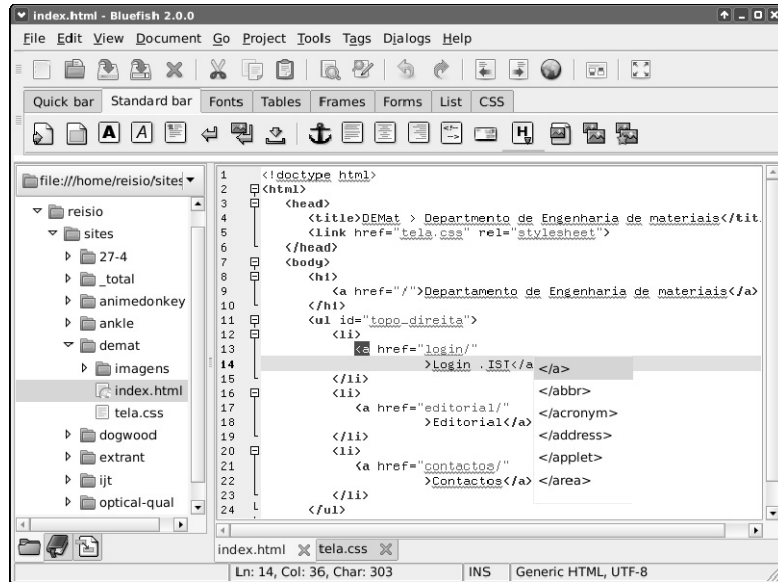 index.html - Bluefish 2.0.0
File Edit View Document Go Project Tools Tags Dialogs Help
Quick bar Standard bar Fonts Tables Frames Forms List CSS
file:///home/reisio/sites
reisio
sites
27-4
_total
animedonkey
ankle
demat
imagens
index.html
tela.css
dogwood
extrant
ijt
optical-qual
1 <!doctype html>
2 <html>
3 <head>
4 <title>DEMat > Departmento de Engenharia de materiais</tit
5 <link href="tela.css" rel="stylesheet">
6 </head>
7 <body>
8 <h1>
9 <a href="/">Departamento de Engenharia de materiais</a>
10 </h1>
11 <ul id="topo_direita">
12 <li>
13 <a href="login/"
14 >Login .IST</a
15 </li>
16 <li>
17 <a href="editorial/"
18 >Editorial</a>
19 </li>
20 <li>
21 <a href="contactos/"
22 >Contactos</a>
23 </li>
24 </ul>
</a>
</abbr>
</acronym>
</address>
</applet>
</area>
index.html tela.css
Ln: 14, Col: 36, Char: 303 INS Generic HTML, UTF-8